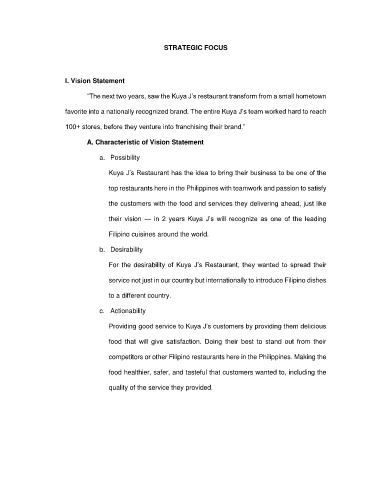 STRATEGIC FOCUS
I. Vision Statement
"The next two years, saw the Kuya J's restaurant transform from a small hometown
favorite into a nationally recognized brand. The entire Kuya J's team worked hard to reach
100+ stores, before they venture into franchising their brand."
A. Characteristic of Vision Statement
a. Possibility
Kuya J's Restaurant has the idea to bring their business to be one of the
top restaurants here in the Philippines with teamwork and passion to satisfy
the customers with the food and services they delivering ahead, just like
their vision — in 2 years Kuya J's will recognize as one of the leading
Filipino cuisines around the world.
b. Desirability
For the desirability of Kuya J's Restaurant, they wanted to spread their
service not just in our country but internationally to introduce Filipino dishes
to a different country.
c. Actionability
Providing good service to Kuya J's customers by providing them delicious
food that will give satisfaction. Doing their best to stand out from their
competitors or other Filipino restaurants here in the Philippines. Making the
food healthier, safer, and tasteful that customers wanted to, including the
quality of the service they provided.